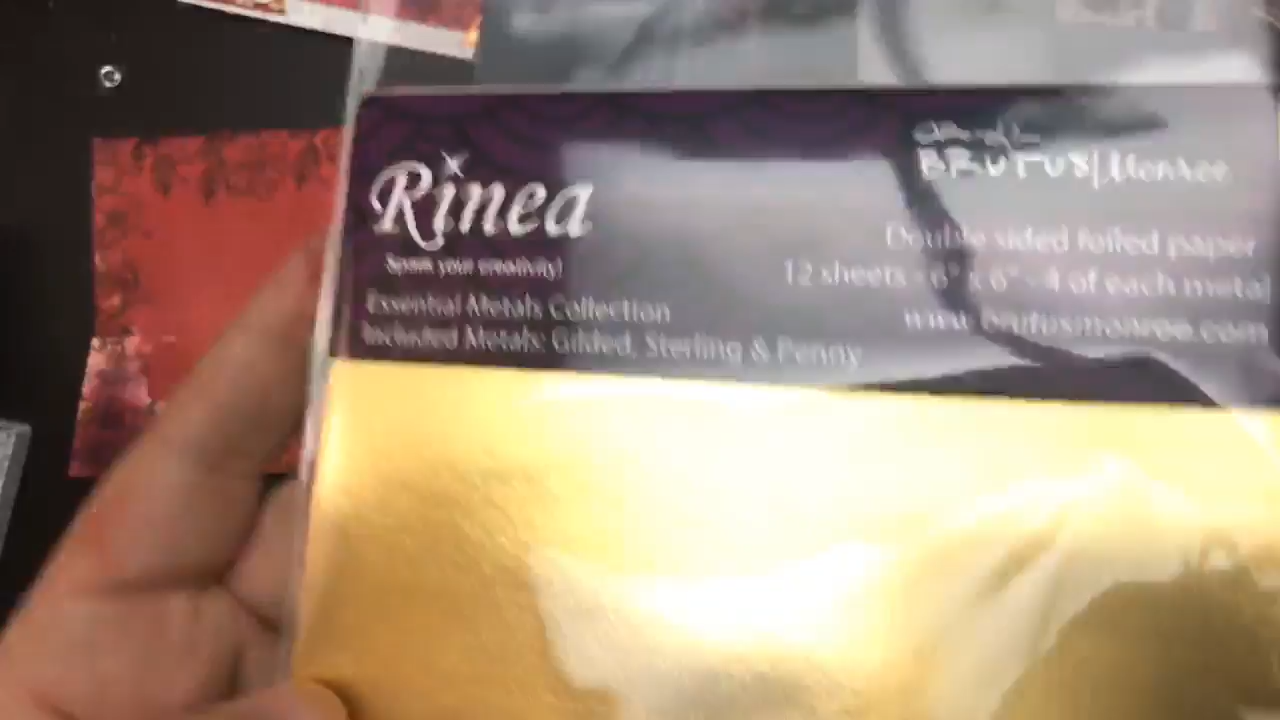 Rinea
Spark your creativity!
Essential Metals Collection
Included Metals: Gilded, Sterling & Penny
BRUTUS|Monroe
Double sided foiled paper
12 sheets - 6" x 6" - 4 of each metal
www.brutusmonroe.com